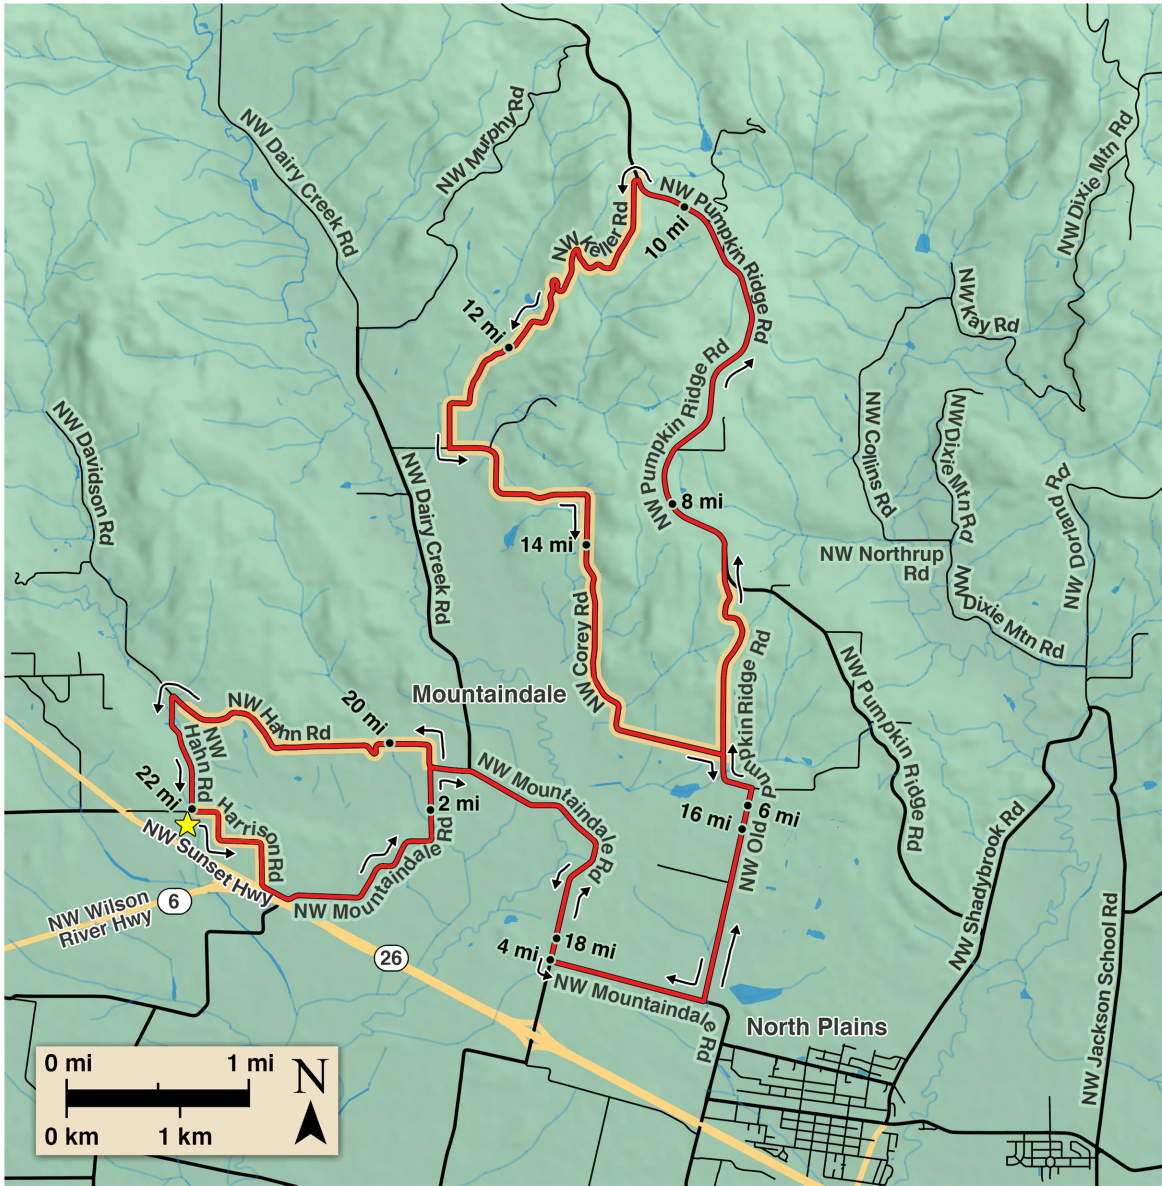 NW Dairy Creek Rd
NW Murphy Rd
NW Dixie Mtn Rd
NW Pumpkin Ridge Rd
10 mi
NW Keller Rd
12 mi
NW Kay Rd
NW Pumpkin Ridge Rd
NW Collins Rd
NW Dixie Mtn Rd
NW Davidson Rd
NW Dairy Creek Rd
8 mi
NW Dorland Rd
14 mi
NW Northrup
Rd
NW Dixie Mtn Rd
NW Corey Rd
NW Old Pumpkin Ridge Rd
NW Pumpkin Ridge Rd
Mountaindale
20 mi
NW Hahn Rd
NW
Hahn Rd
22 mi
Harrison Rd
2 mi
NW Mountaindale Rd
16 mi
6 mi
NW Sunset Hwy
NW Mountaindale Rd
NW Shadybrook Rd
NW Wilson
River Hwy
6
26
4 mi
18 mi
NW Mountaindale Rd
North Plains
NW Jackson School Rd
0 mi
1 mi
N
0 km
1 km